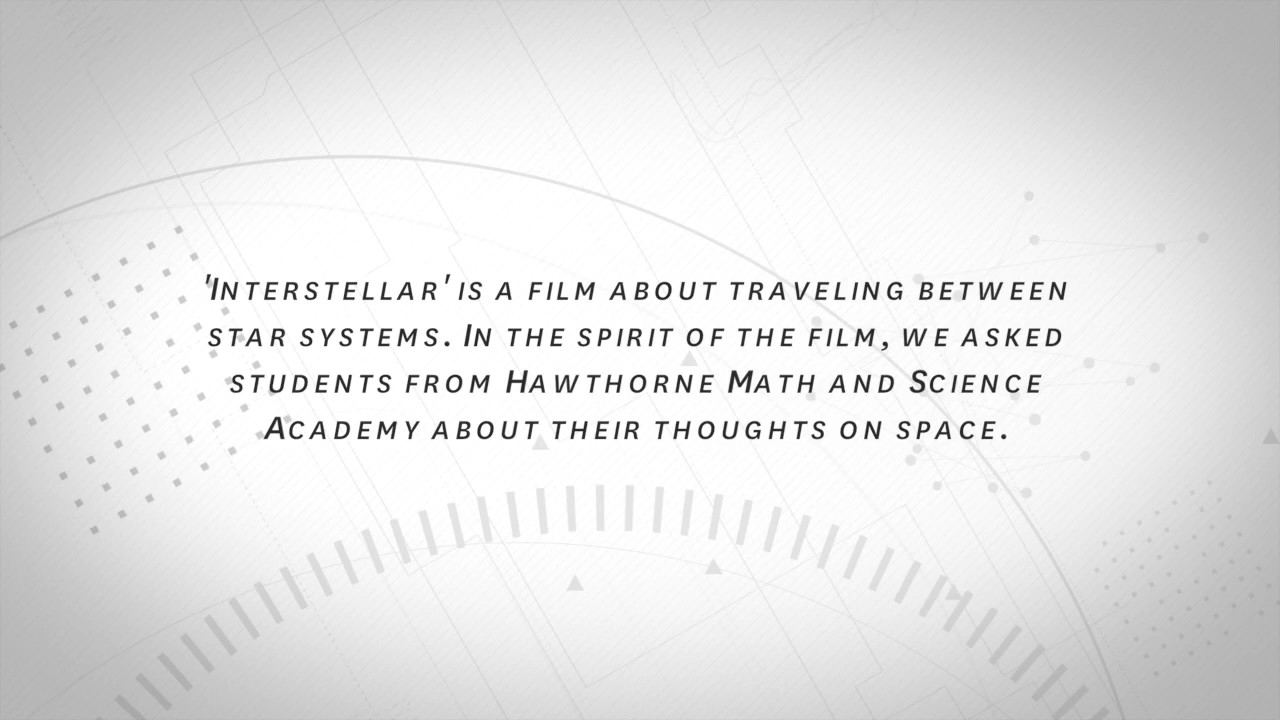 'Interstellar' is a film about traveling between
star systems. In the spirit of the film, we asked
students from Hawthorne Math and Science
Academy about their thoughts on space.